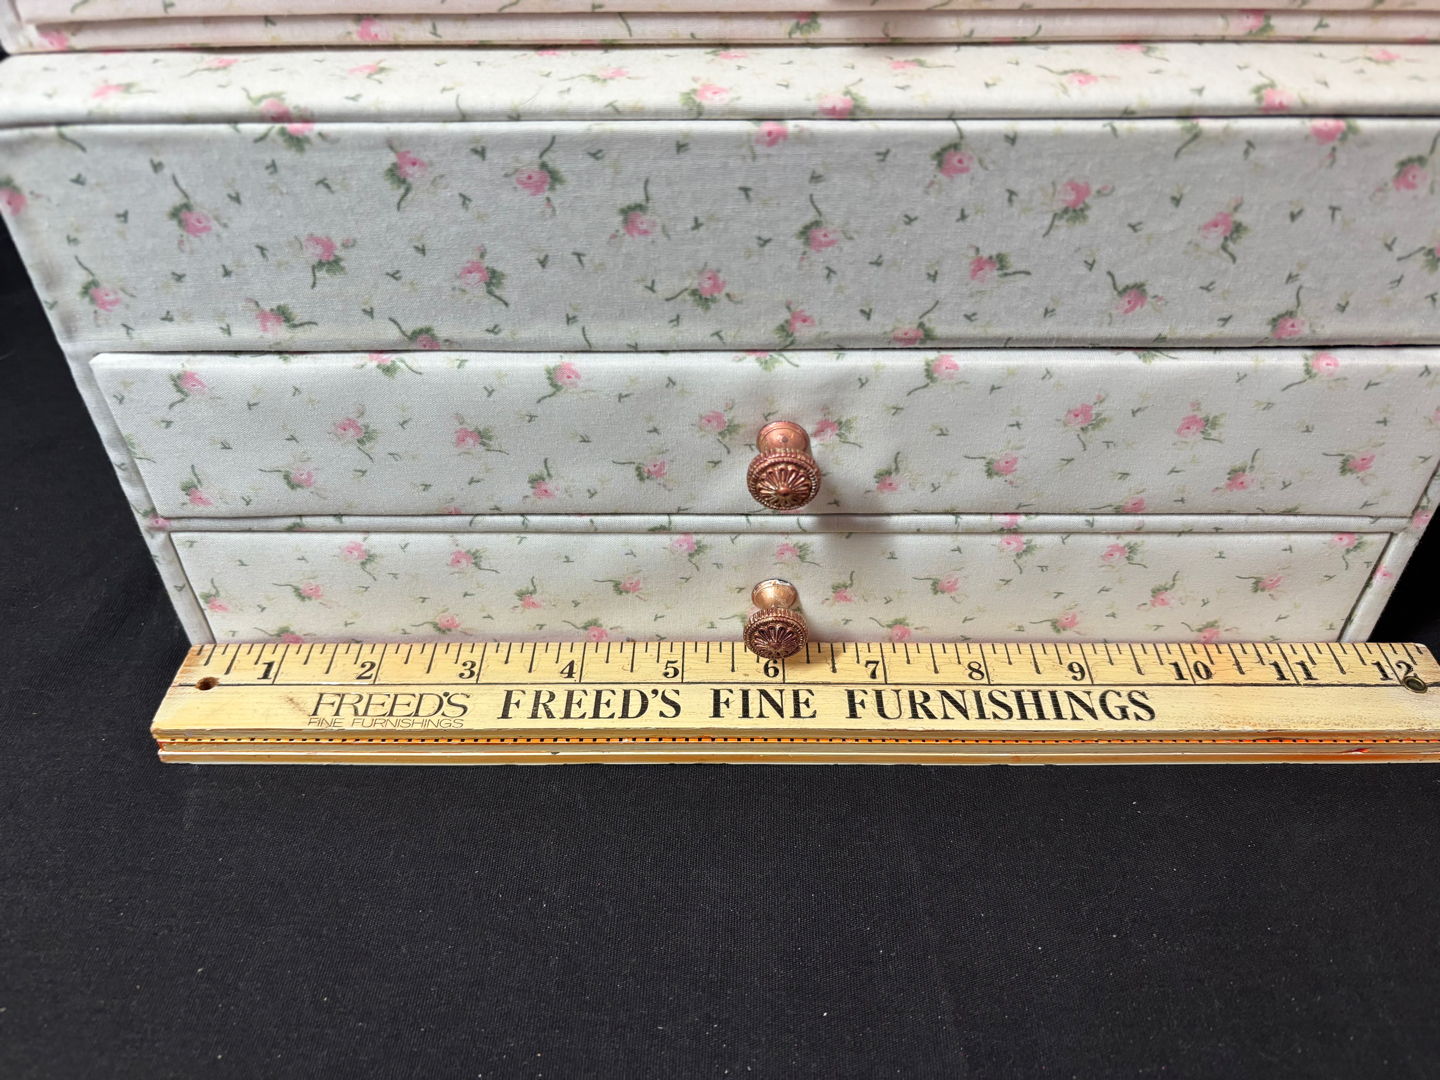 1 2 3 4 5 6 7 8 9 10 11 12
FREED'S FREED'S FINE FURNISHINGS
FINE FURNISHINGS